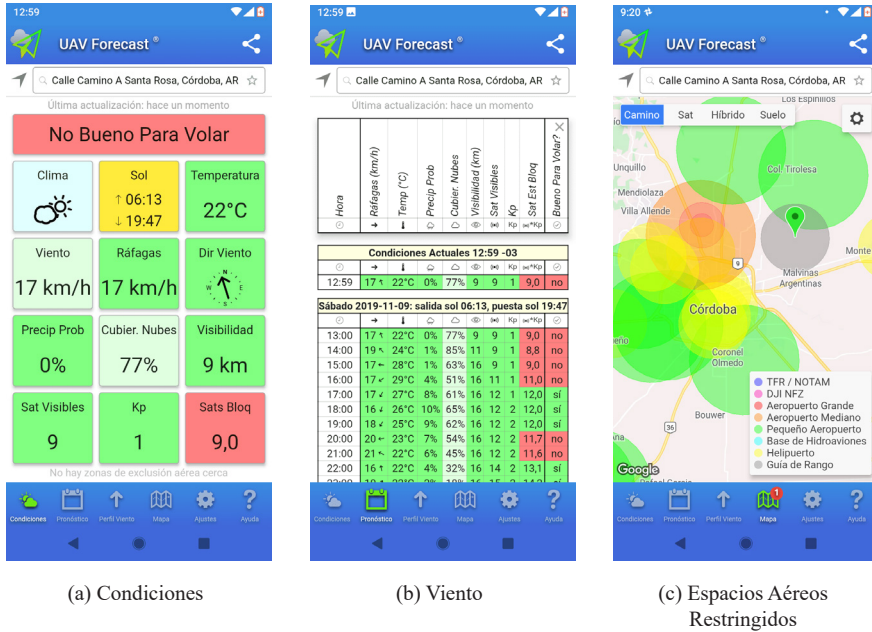 12:59
UAV Forecast ®
Calle Camino A Santa Rosa, Córdoba, AR
Última actualización: hace un momento
No Bueno Para Volar
Clima Sol Temperatura
↑ 06:13
↓ 19:47
22°C
Viento Ráfagas Dir Viento
17 km/h 17 km/h N E S W
Precip Prob Cubier. Nubes Visibilidad
0% 77% 9 km
Sat Visibles Kp Sats Bloq
9 1 9,0
No hay zonas de exclusión aérea cerca
Condiciones Pronóstico Perfil Viento Mapa Ajustes Ayuda
(a) Condiciones
12:59
UAV Forecast ®
Calle Camino A Santa Rosa, Córdoba, AR
Última actualización: hace un momento
Hora Ráfagas (km/h) Temp (°C) Precip Prob Cubier. Nubes Visibilidad (km) Sat Visibles Kp Sat Est Bloq Bueno Para Volar?
Kp *Kp
Condiciones Actuales 12:59 -03
Kp *Kp
12:59 17 ↖ 22°C 0% 77% 9 9 1 9,0 no
Sábado 2019-11-09: salida sol 06:13, puesta sol 19:47
Kp *Kp
13:00 17 ↖ 22°C 0% 77% 9 9 1 9,0 no
14:00 19 ↖ 24°C 1% 85% 11 9 1 8,8 no
15:00 17 ← 28°C 1% 63% 16 9 1 9,0 no
16:00 17 ↙ 29°C 4% 51% 16 11 1 11,0 no
17:00 17 ↙ 27°C 8% 61% 16 12 1 12,0 sí
18:00 16 ↓ 26°C 10% 65% 16 12 2 12,0 sí
19:00 18 ↙ 25°C 9% 62% 16 12 2 12,0 sí
20:00 20 ← 23°C 7% 54% 16 12 2 11,7 no
21:00 21 ↖ 22°C 6% 45% 16 12 2 11,6 no
22:00 16 ↑ 22°C 4% 32% 16 14 2 13,1 sí
Condiciones Pronóstico Perfil Viento Mapa Ajustes Ayuda
(b) Viento
9:20
UAV Forecast ®
Calle Camino A Santa Rosa, Córdoba, AR
Los Espinillos
Camino Sat Híbrido Suelo
Unquillo
Col. Tirolesa
Mendiolaza
Villa Allende
Monte
9
Malvinas
Argentinas
Córdoba
Coronel
Olmedo
Bouwer
36
TFR / NOTAM
DJI NFZ
Aeropuerto Grande
Aeropuerto Mediano
Pequeño Aeropuerto
Base de Hidroaviones
Helipuerto
Guía de Rango
Google
1
Condiciones Pronóstico Perfil Viento Mapa Ajustes Ayuda
(c) Espacios Aéreos
Restringidos